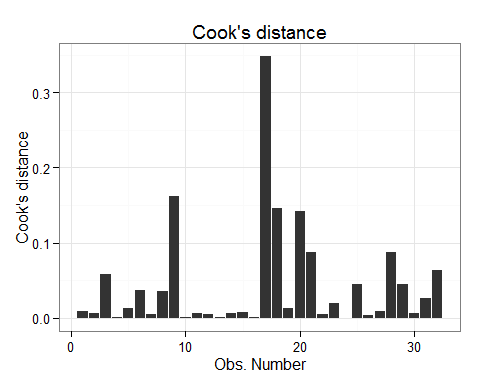 Cook's distance
Cook's distance
0.3
0.2
0.1
0.0
0 10 20 30
Obs. Number